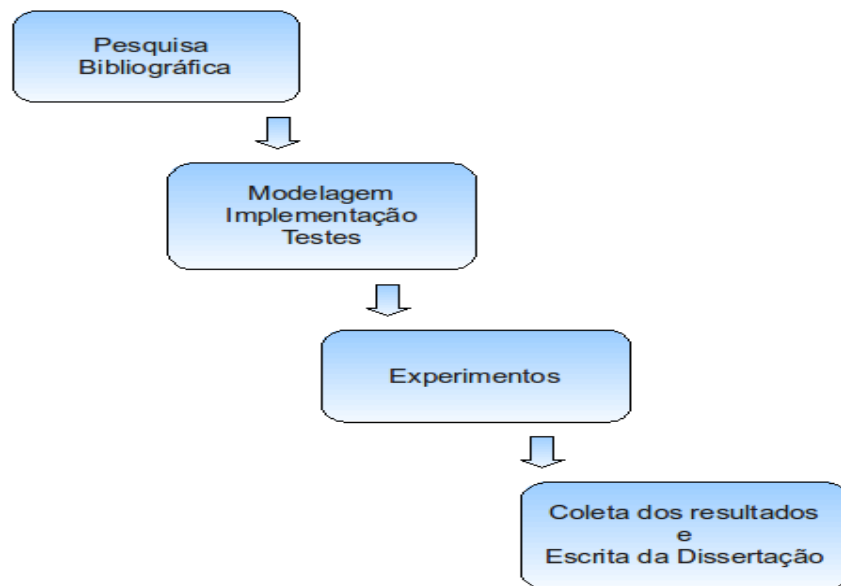 Pesquisa
Bibliográfica
Modelagem
Implementação
Testes
Experimentos
Coleta dos resultados
e
Escrita da Dissertação